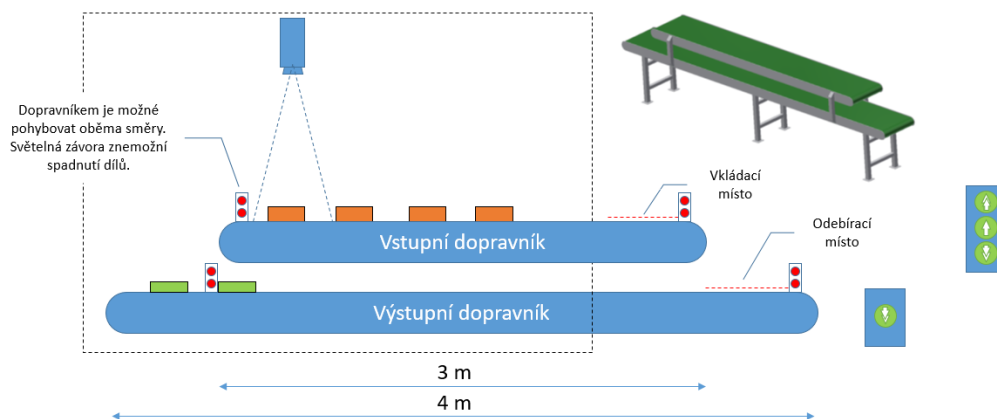 Dopravníkem je možné
pohybovat oběma směry.
Světelná závora znemožní
spadnutí dílů.
Vkládací
místo
Odebírací
místo
Vstupní dopravník
Výstupní dopravník
3 m
4 m